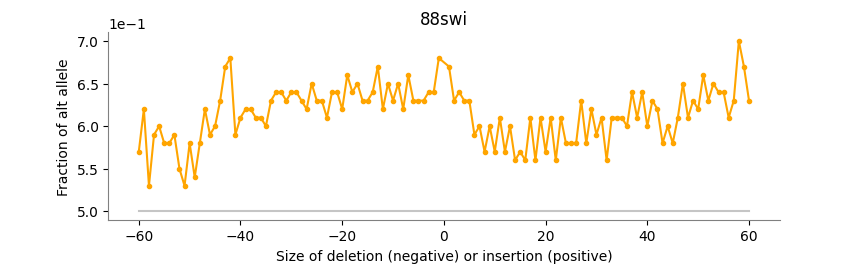 88swi
1e−1
7.0
6.5
6.0
5.5
5.0
Fraction of alt allele
−60 −40 −20 0 20 40 60
Size of deletion (negative) or insertion (positive)